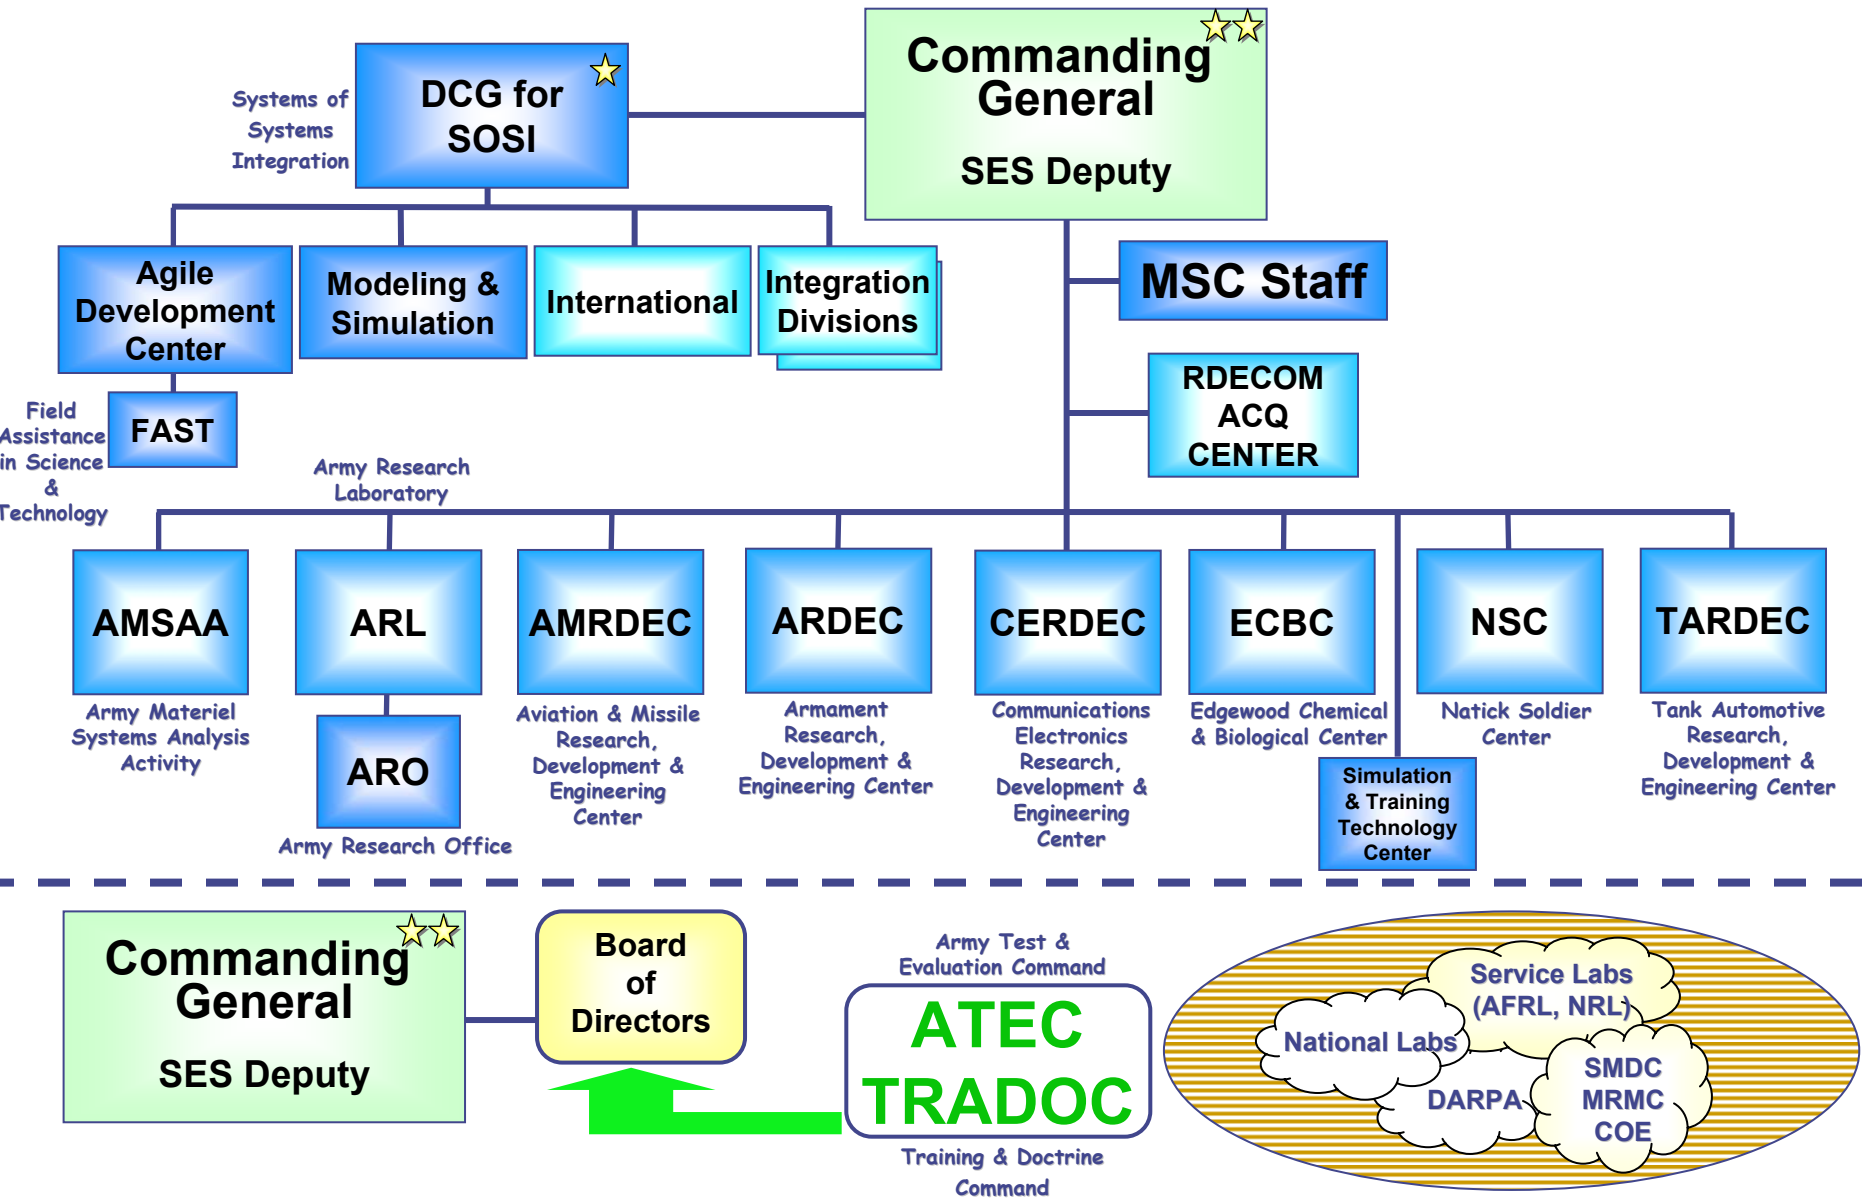 Commanding
General
SES Deputy
DCG for
SOSI
Systems of
Systems
Integration
Agile
Development
Center
Modeling &
Simulation
International
Integration
Divisions
MSC Staff
FAST
Field
Assistance
in Science
&
Technology
RDECOM
ACQ
CENTER
Army Research
Laboratory
AMSAA
Army Materiel
Systems Analysis
Activity
ARL
ARO
Army Research Office
AMRDEC
Aviation & Missile
Research,
Development &
Engineering
Center
ARDEC
Armament
Research,
Development &
Engineering Center
CERDEC
Communications
Electronics
Research,
Development &
Engineering
Center
ECBC
Edgewood Chemical
& Biological Center
Simulation
& Training
Technology
Center
NSC
Natick Soldier
Center
TARDEC
Tank Automotive
Research,
Development &
Engineering Center
Commanding
General
SES Deputy
Board
of
Directors
Army Test &
Evaluation Command
ATEC
TRADOC
Training & Doctrine
Command
Service Labs
(AFRL, NRL)
National Labs
DARPA
SMDC
MRMC
COE